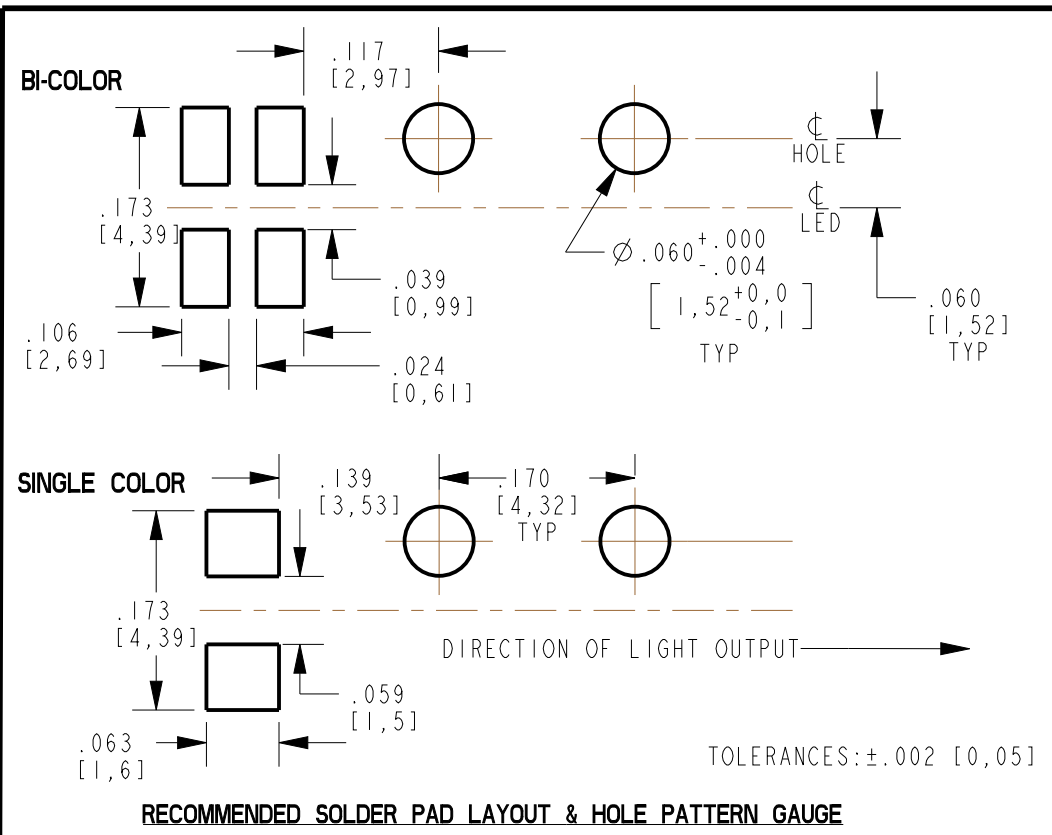 BI-COLOR
.117
[2,97]
℄
HOLE
℄
LED
.173
[4,39]
Ø.060 +.000
-.004
[1,52 +0,0
-0,1]
TYP
.039
[0,99]
.060
[1,52]
TYP
.106
[2,69]
.024
[0,61]
SINGLE COLOR
.139
[3,53]
.170
[4,32]
TYP
.173
[4,39]
DIRECTION OF LIGHT OUTPUT
.059
[1,5]
.063
[1,6]
TOLERANCES:±.002 [0,05]
RECOMMENDED SOLDER PAD LAYOUT & HOLE PATTERN GAUGE